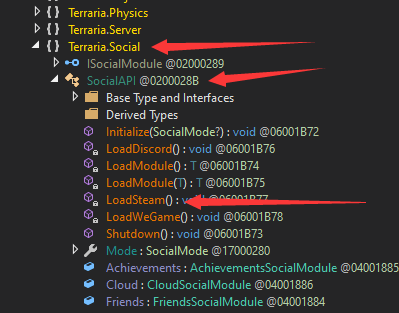 Terraria.Physics
Terraria.Server
Terraria.Social
ISocialModule @02000289
SocialAPI @0200028B
Base Type and Interfaces
Derived Types
Initialize(SocialMode?) : void @06001B72
LoadDiscord() : void @06001B76
LoadModule() : T @06001B74
LoadModule(T) : T @06001B75
LoadSteam() : void @06001B77
LoadWeGame() : void @06001B78
Shutdown() : void @06001B73
Mode : SocialMode @17000280
Achievements : AchievementsSocialModule @04001885
Cloud : CloudSocialModule @04001886
Friends : FriendsSocialModule @04001884